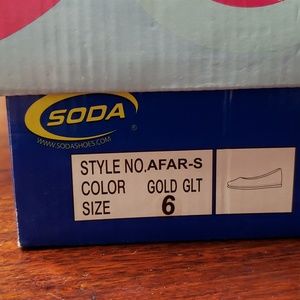 SODA
®
WWW.SODASHOES.COM
STYLE NO. AFAR-S
COLOR GOLD GLT
SIZE 6